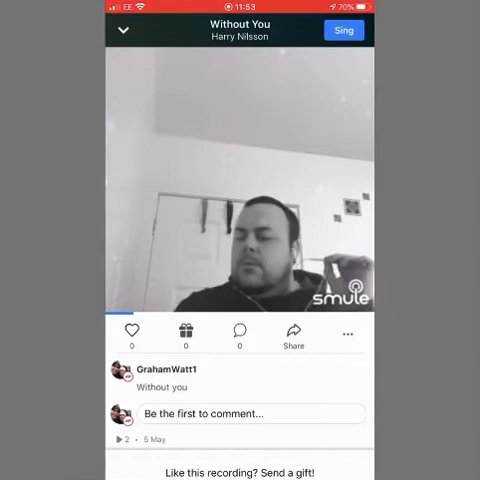 EE 11:53 70%
Without You
Harry Nilsson
Sing
smule
0 0 0 Share
GrahamWatt1
Without you
Be the first to comment...
2 • 5 May
Like this recording? Send a gift!